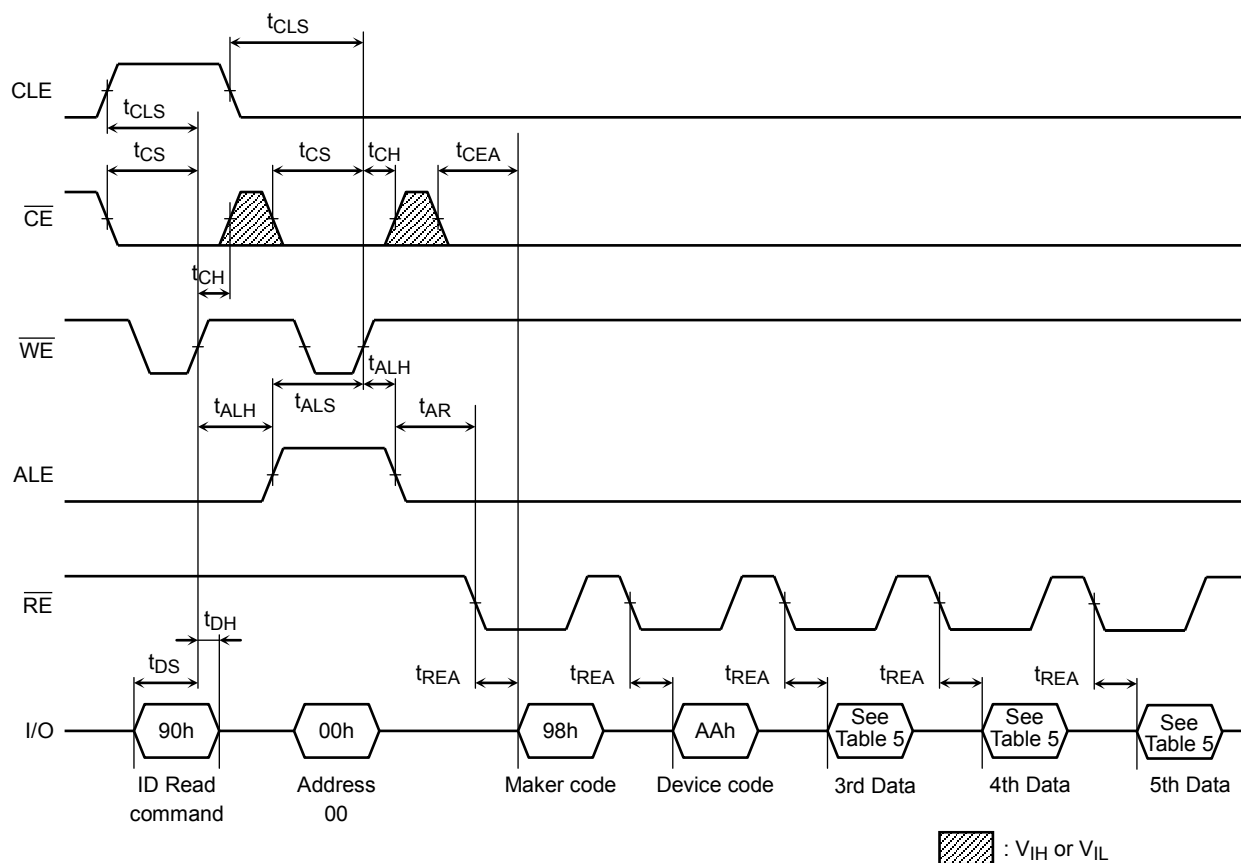 tCLS
CLE
tCLS
tCS
tCS
tCH
tCEA
CE
tCH
WE
tALH
tALH
tALS
tAR
ALE
RE
tDH
tDS
tREA
tREA
tREA
tREA
tREA
I/O
90h
00h
98h
AAh
See
Table 5
See
Table 5
See
Table 5
ID Read
command
Address
00
Maker code
Device code
3rd Data
4th Data
5th Data
: VIH or VIL